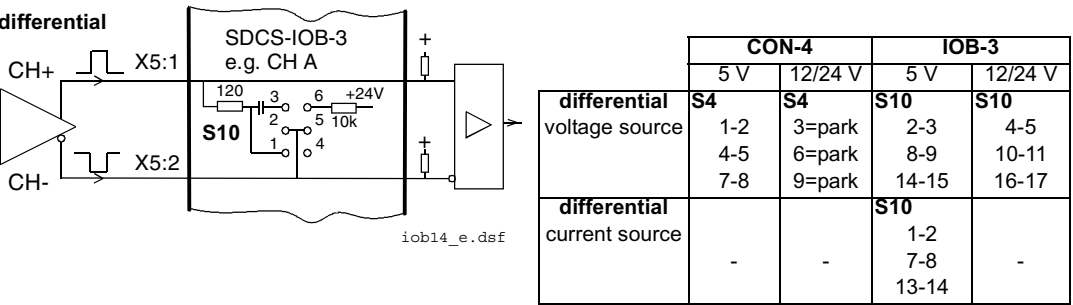 differential
SDCS-IOB-3
e.g. CH A
CH+
X5:1
+
120
3
6
+24V
S10
2
5
10k
1
4
X5:2
+
CH-
iob14_e.dsf
CON-4 IOB-3
5 V 12/24 V 5 V 12/24 V
differential S4 S4 S10 S10
voltage source 1-2 3=park 2-3 4-5
4-5 6=park 8-9 10-11
7-8 9=park 14-15 16-17
differential S10
current source 1-2
- - 7-8 -
13-14